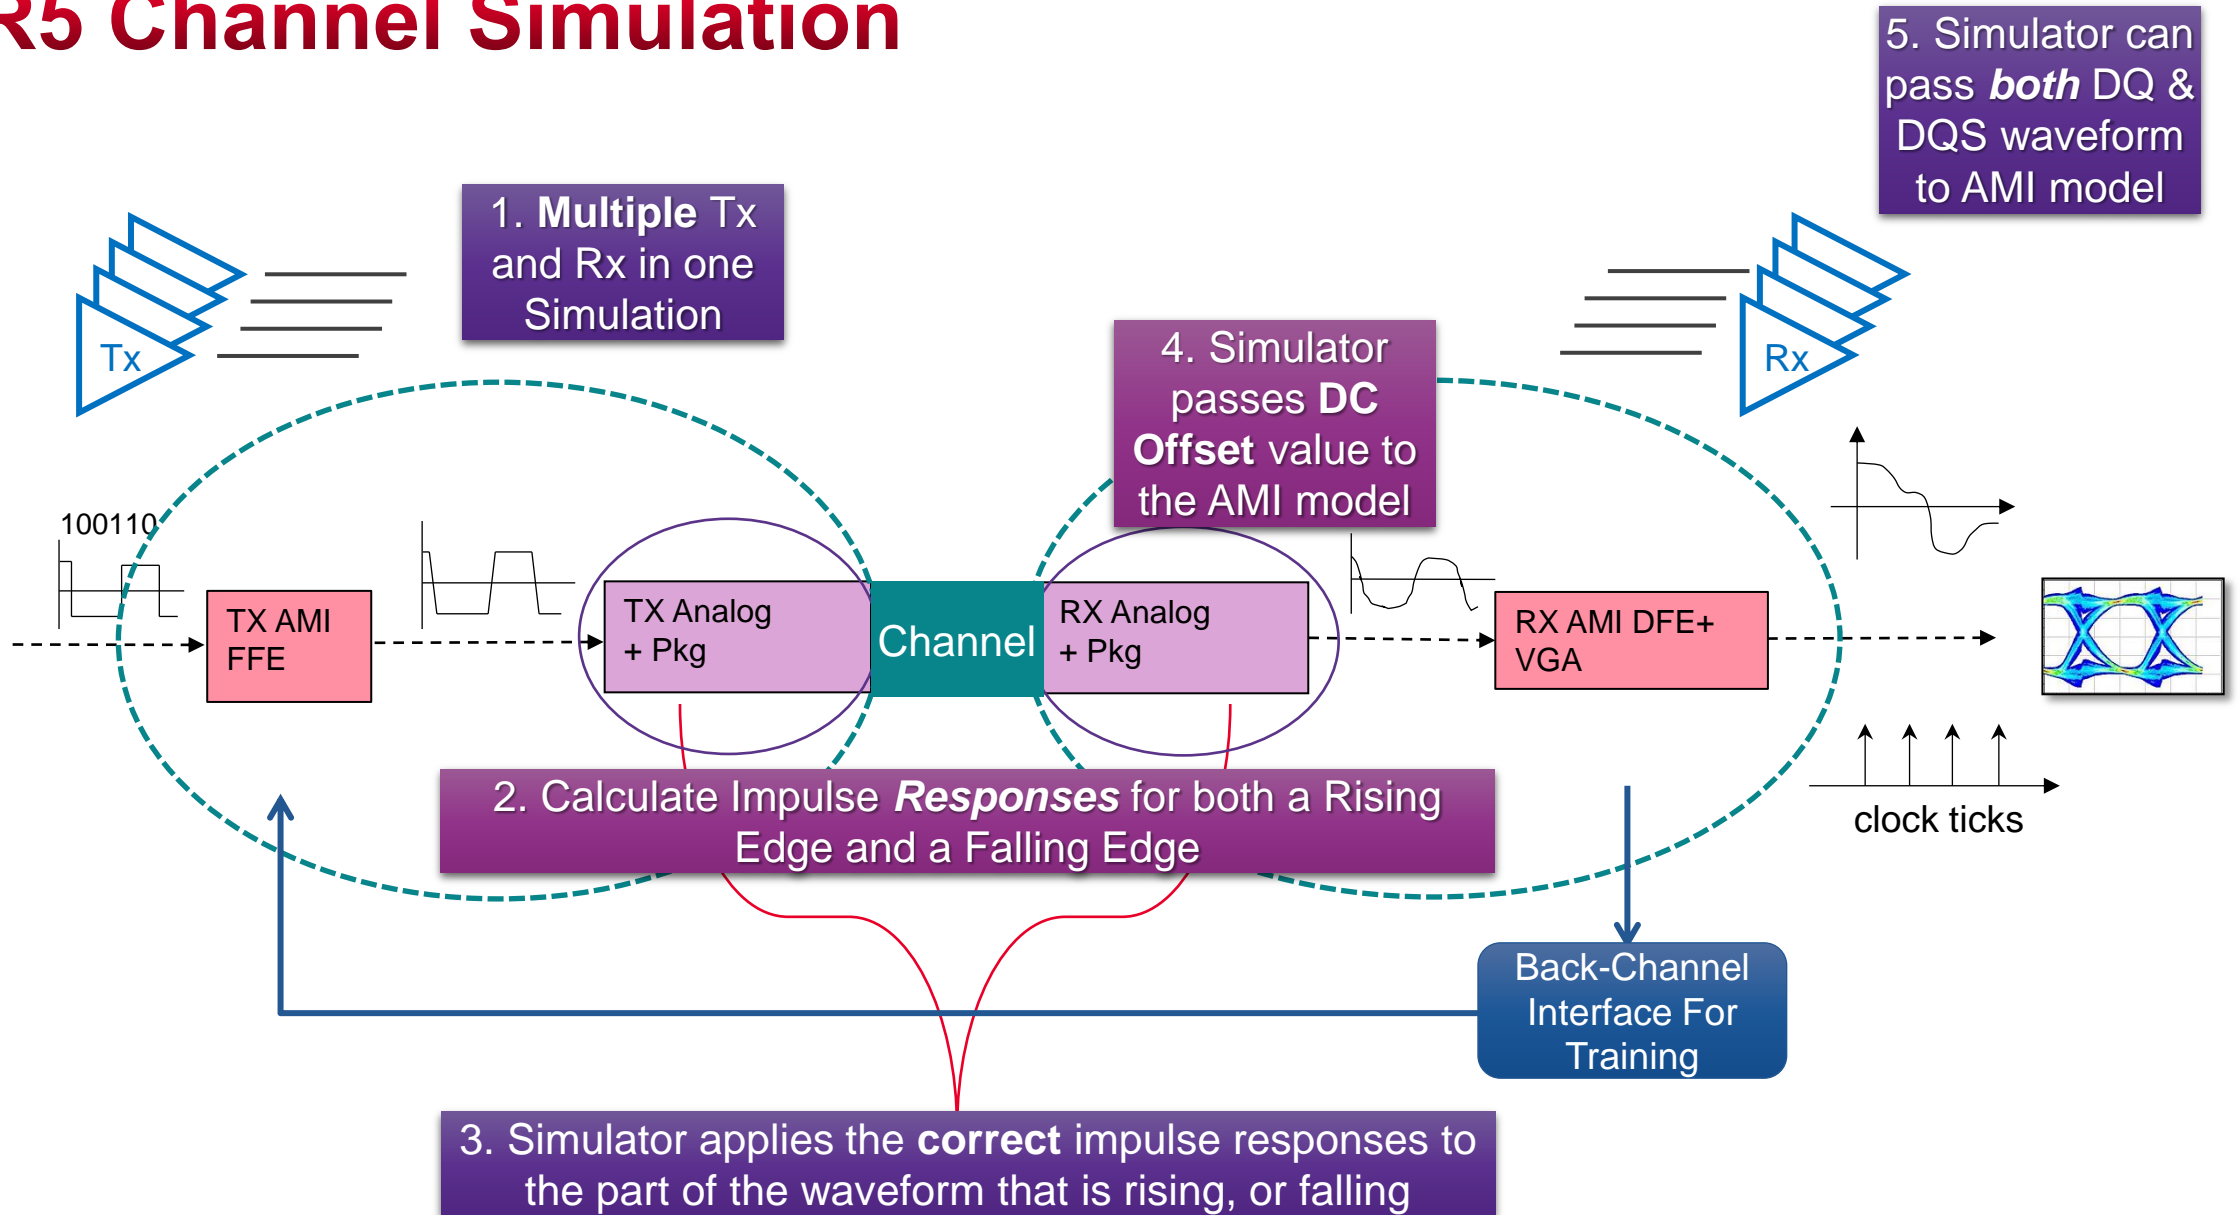 R5 Channel Simulation
5. Simulator can
pass both DQ &
DQS waveform
to AMI model
1. Multiple Tx
and Rx in one
Simulation
Tx
4. Simulator
passes DC
Offset value to
the AMI model
Rx
100110
TX AMI
FFE
TX Analog
+ Pkg
Channel
RX Analog
+ Pkg
RX AMI DFE+
VGA
2. Calculate Impulse Responses for both a Rising
Edge and a Falling Edge
clock ticks
Back-Channel
Interface For
Training
3. Simulator applies the correct impulse responses to
the part of the waveform that is rising, or falling